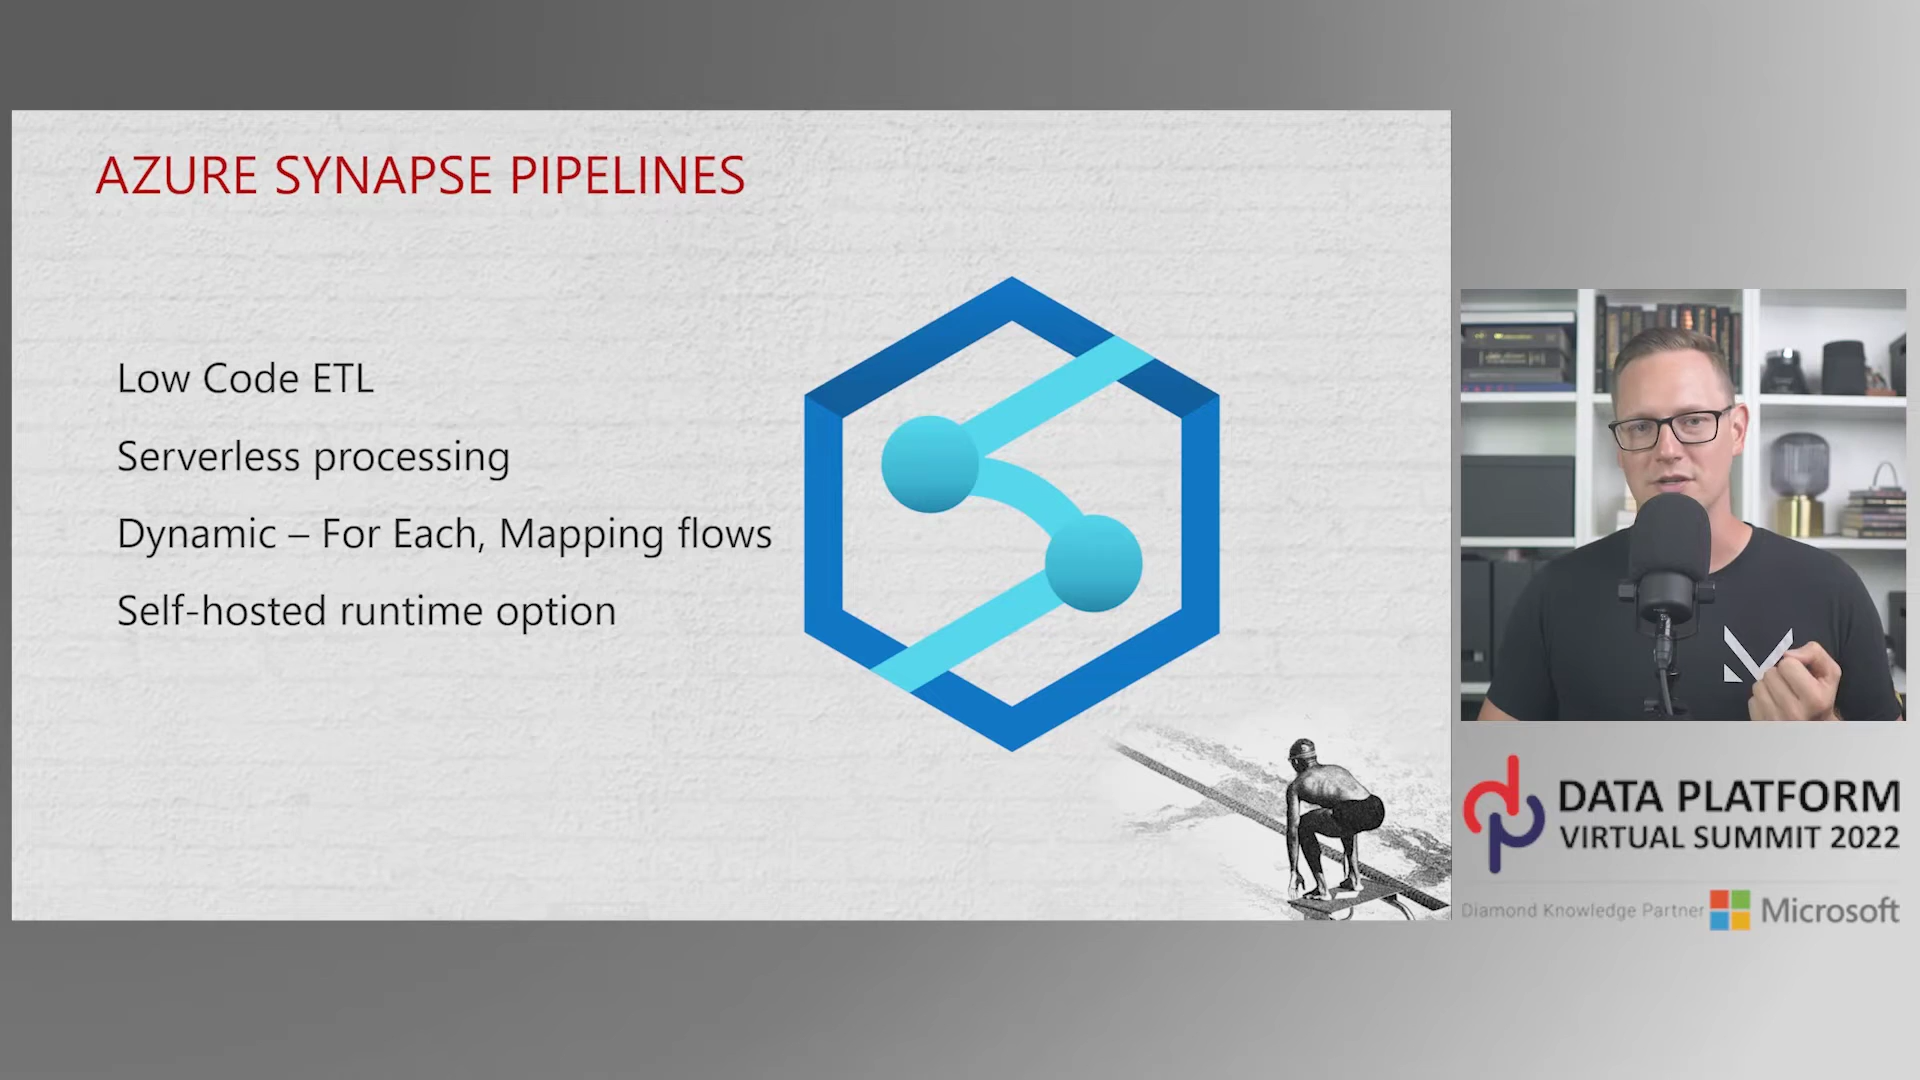 AZURE SYNAPSE PIPELINES
Low Code ETL
Serverless processing
Dynamic – For Each, Mapping flows
Self-hosted runtime option
DATA PLATFORM
VIRTUAL SUMMIT 2022
Diamond Knowledge Partner Microsoft